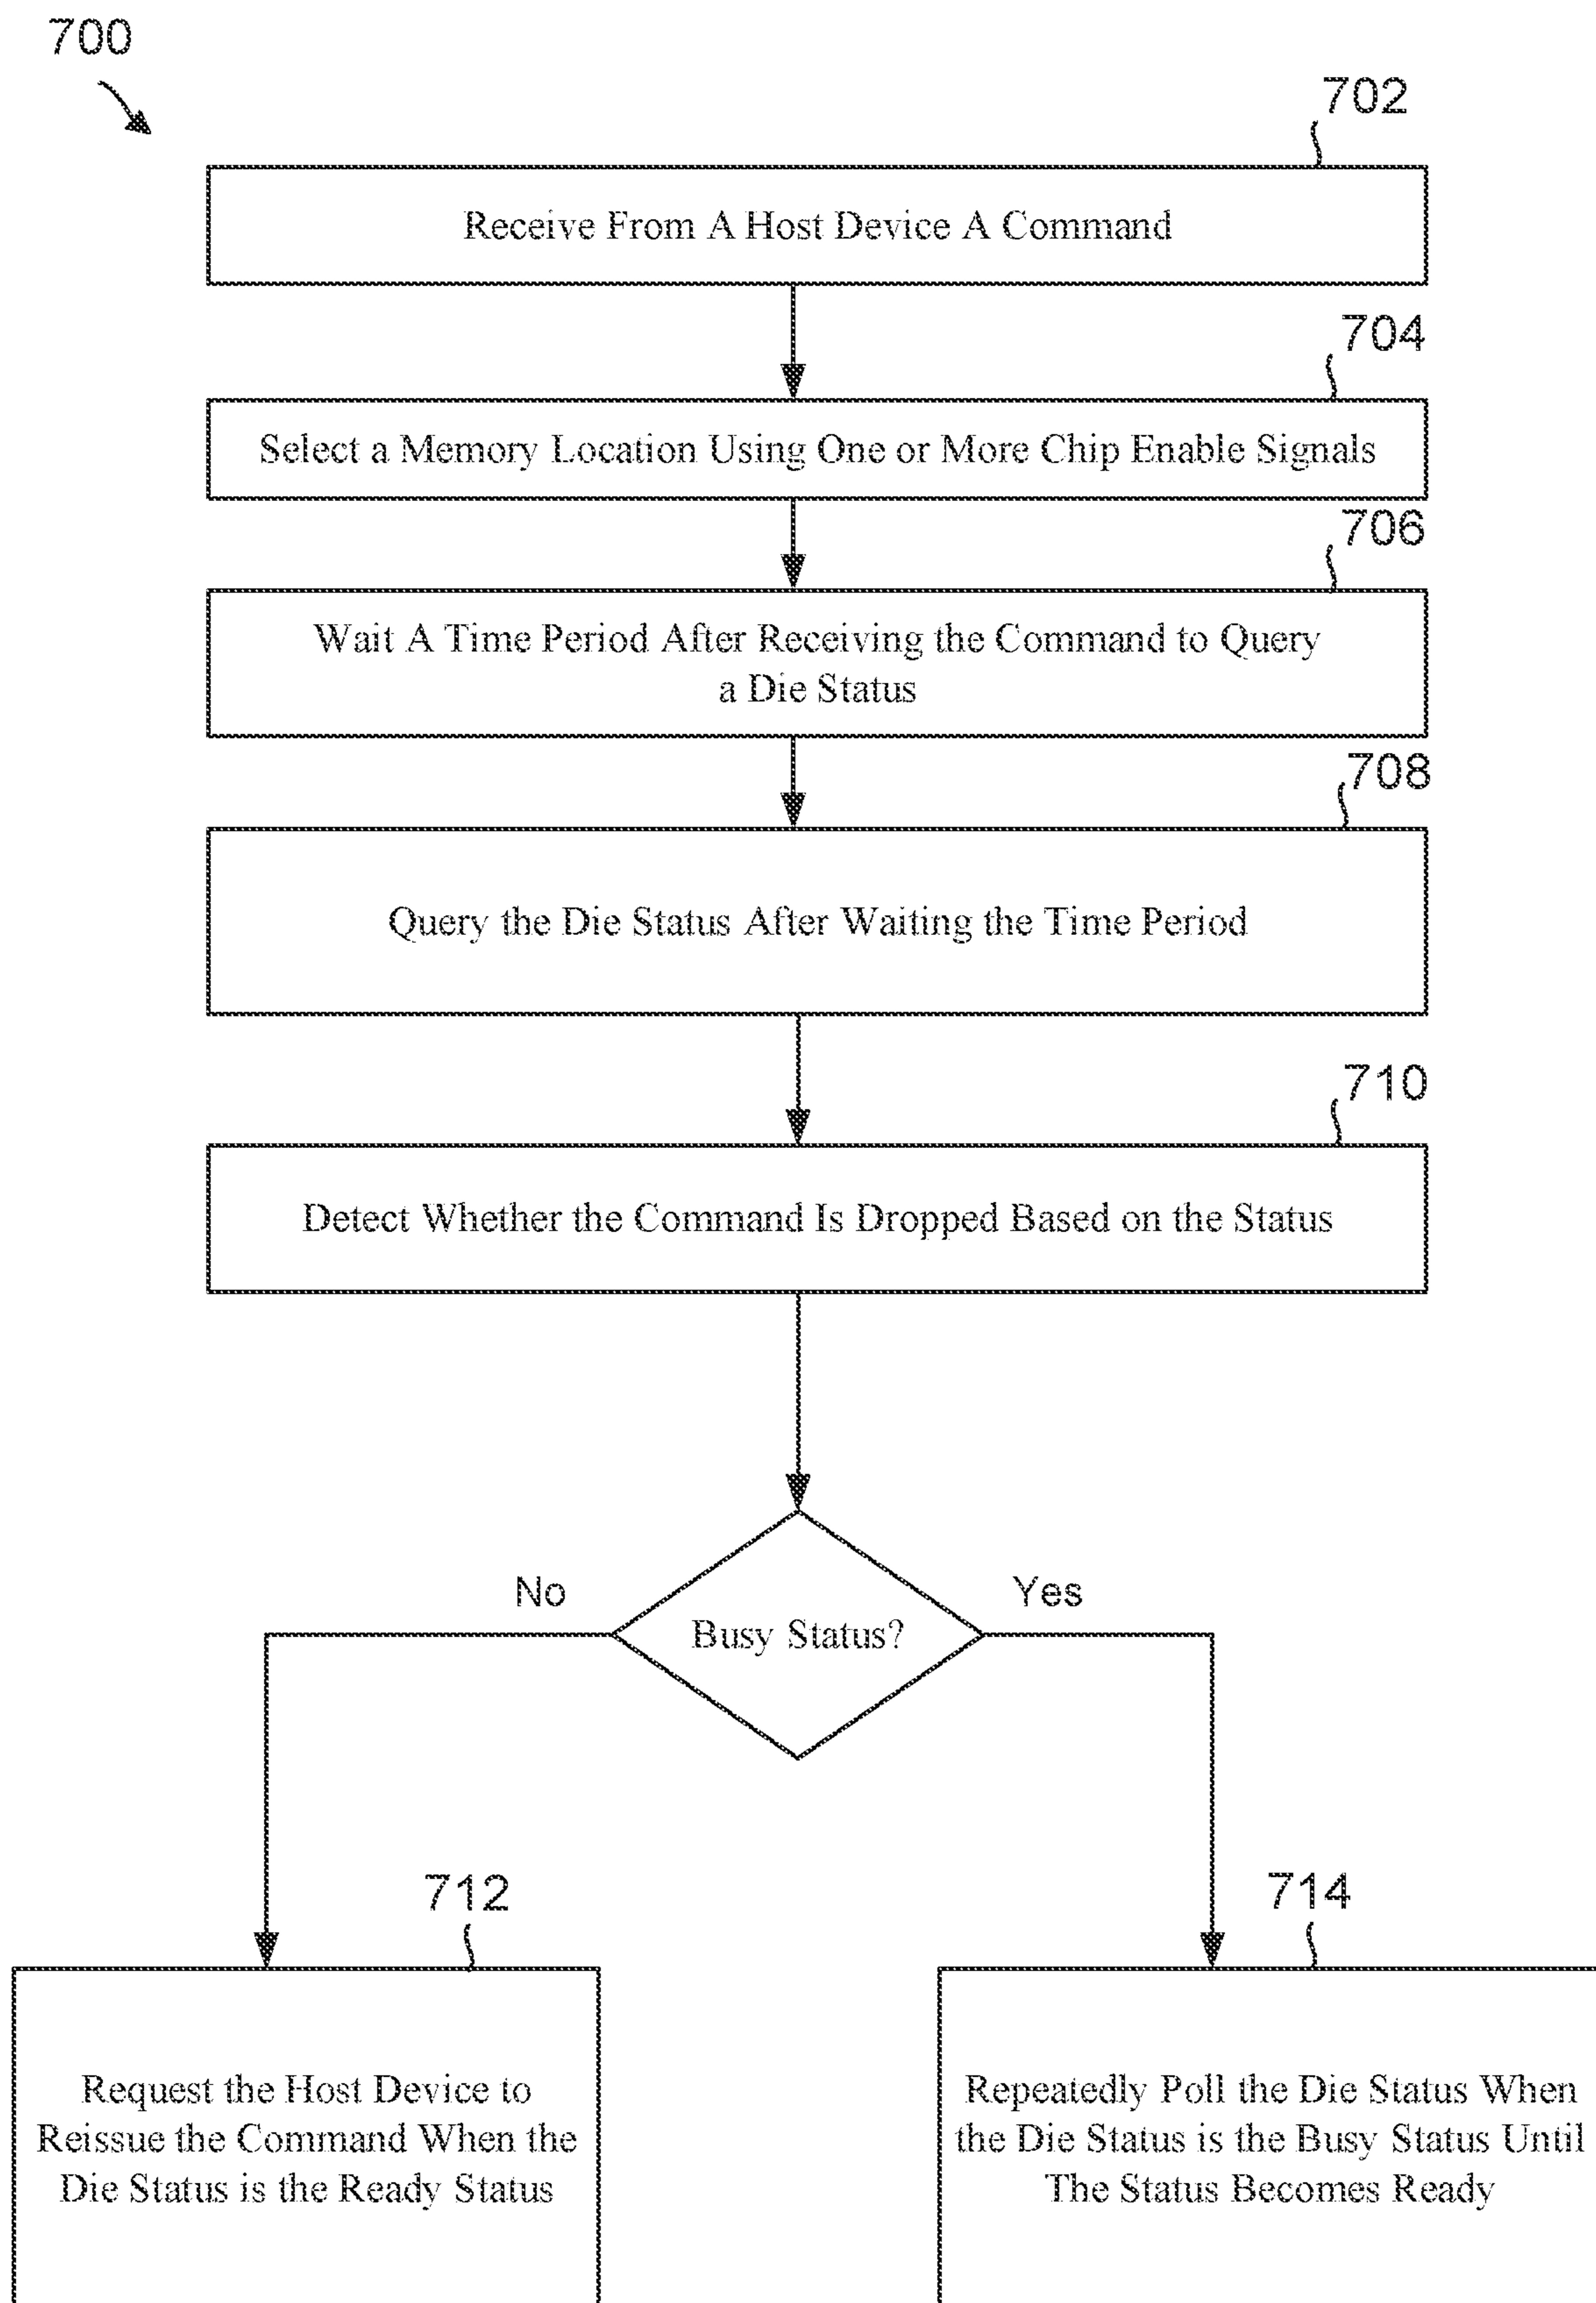 700
702
Receive From A Host Device A Command
704
Select a Memory Location Using One or More Chip Enable Signals
706
Wait A Time Period After Receiving the Command to Query
a Die Status
708
Query the Die Status After Waiting the Time Period
710
Detect Whether the Command Is Dropped Based on the Status
No
Yes
Busy Status?
712
714
Request the Host Device to
Reissue the Command When the
Die Status is the Ready Status
Repeatedly Poll the Die Status When
the Die Status is the Busy Status Until
The Status Becomes Ready